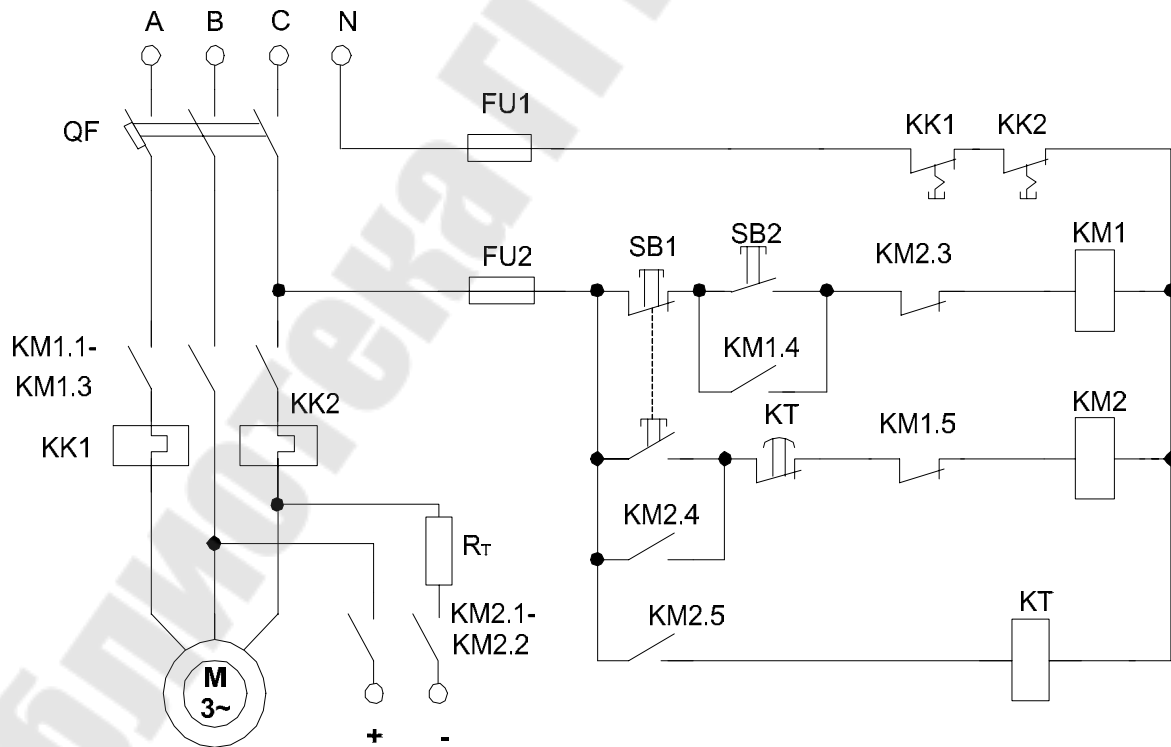 A B C N
QF
FU1
KK1 KK2
FU2
SB1
SB2
KM2.3
KM1
KM1.1-
KM1.3
KM1.4
KK2
KK1
KT
KM1.5
KM2
KM2.4
RT
KM2.1-
KM2.2
KM2.5
KT
M
3~
+ -
блиотека Г